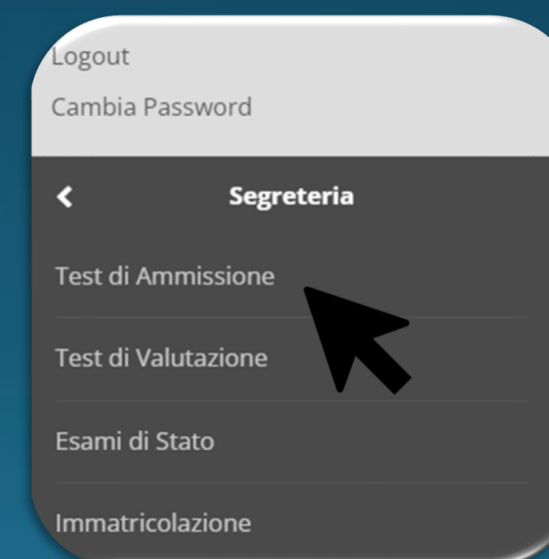 Logout
Cambia Password
Segreteria
Test di Ammissione
Test di Valutazione
Esami di Stato
Immatricolazione